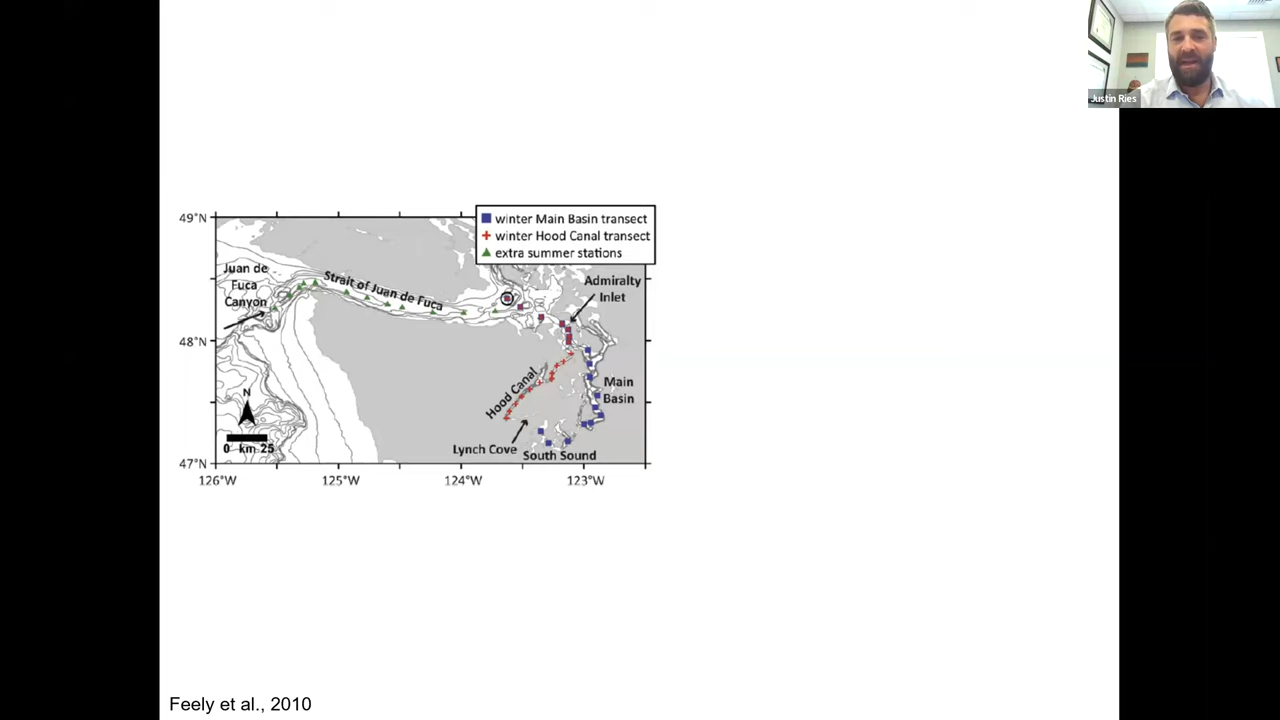 Justin Ries
winter Main Basin transect
winter Hood Canal transect
extra summer stations
49°N
48°N
47°N
Juan de
Fuca
Canyon
Strait of Juan de Fuca
Admiralty
Inlet
Hood Canal
Main
Basin
N
0 km 25
Lynch Cove
South Sound
126°W
125°W
124°W
123°W
Feely et al., 2010